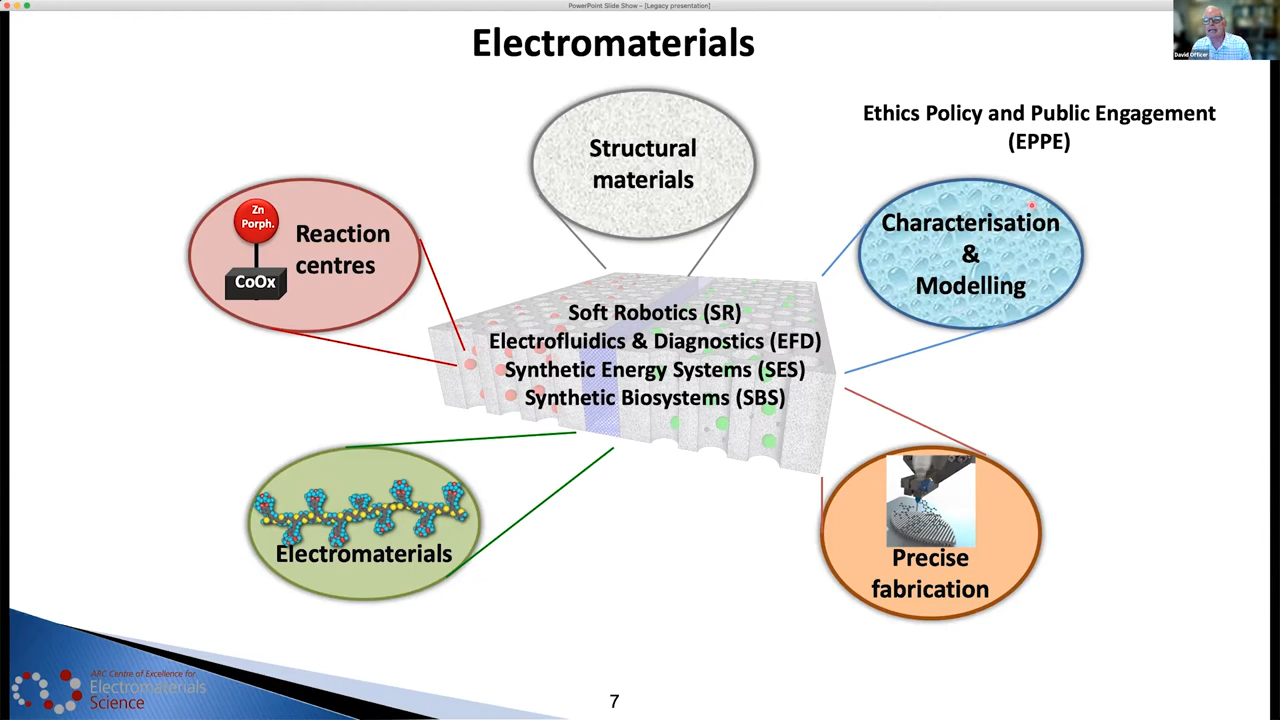 PowerPoint Slide Show – [Legacy presentation]
David Officer
Electromaterials
Ethics Policy and Public Engagement
(EPPE)
Structural
materials
Zn
Porph.
CoOx
Reaction
centres
Characterisation
&
Modelling
Soft Robotics (SR)
Electrofluidics & Diagnostics (EFD)
Synthetic Energy Systems (SES)
Synthetic Biosystems (SBS)
Electromaterials
Precise
fabrication
ARC Centre of Excellence for
Electromaterials
Science
7